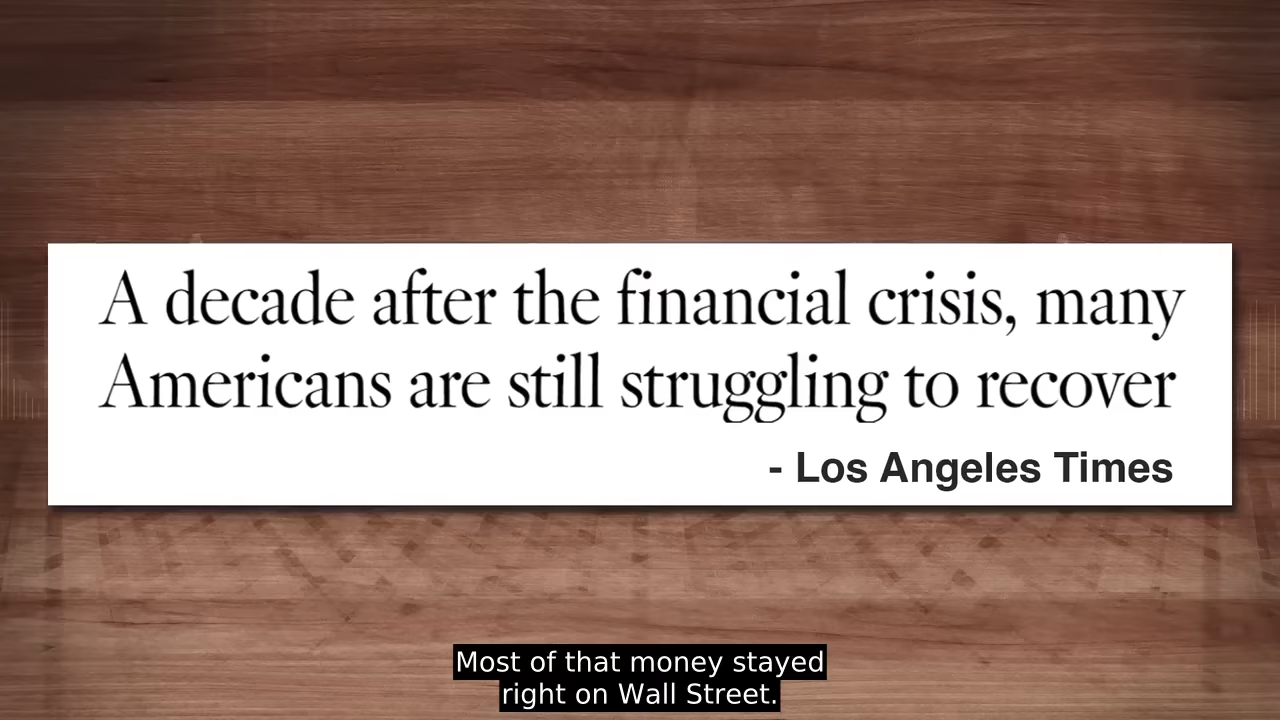 A decade after the financial crisis, many
Americans are still struggling to recover
- Los Angeles Times
Most of that money stayed
right on Wall Street.